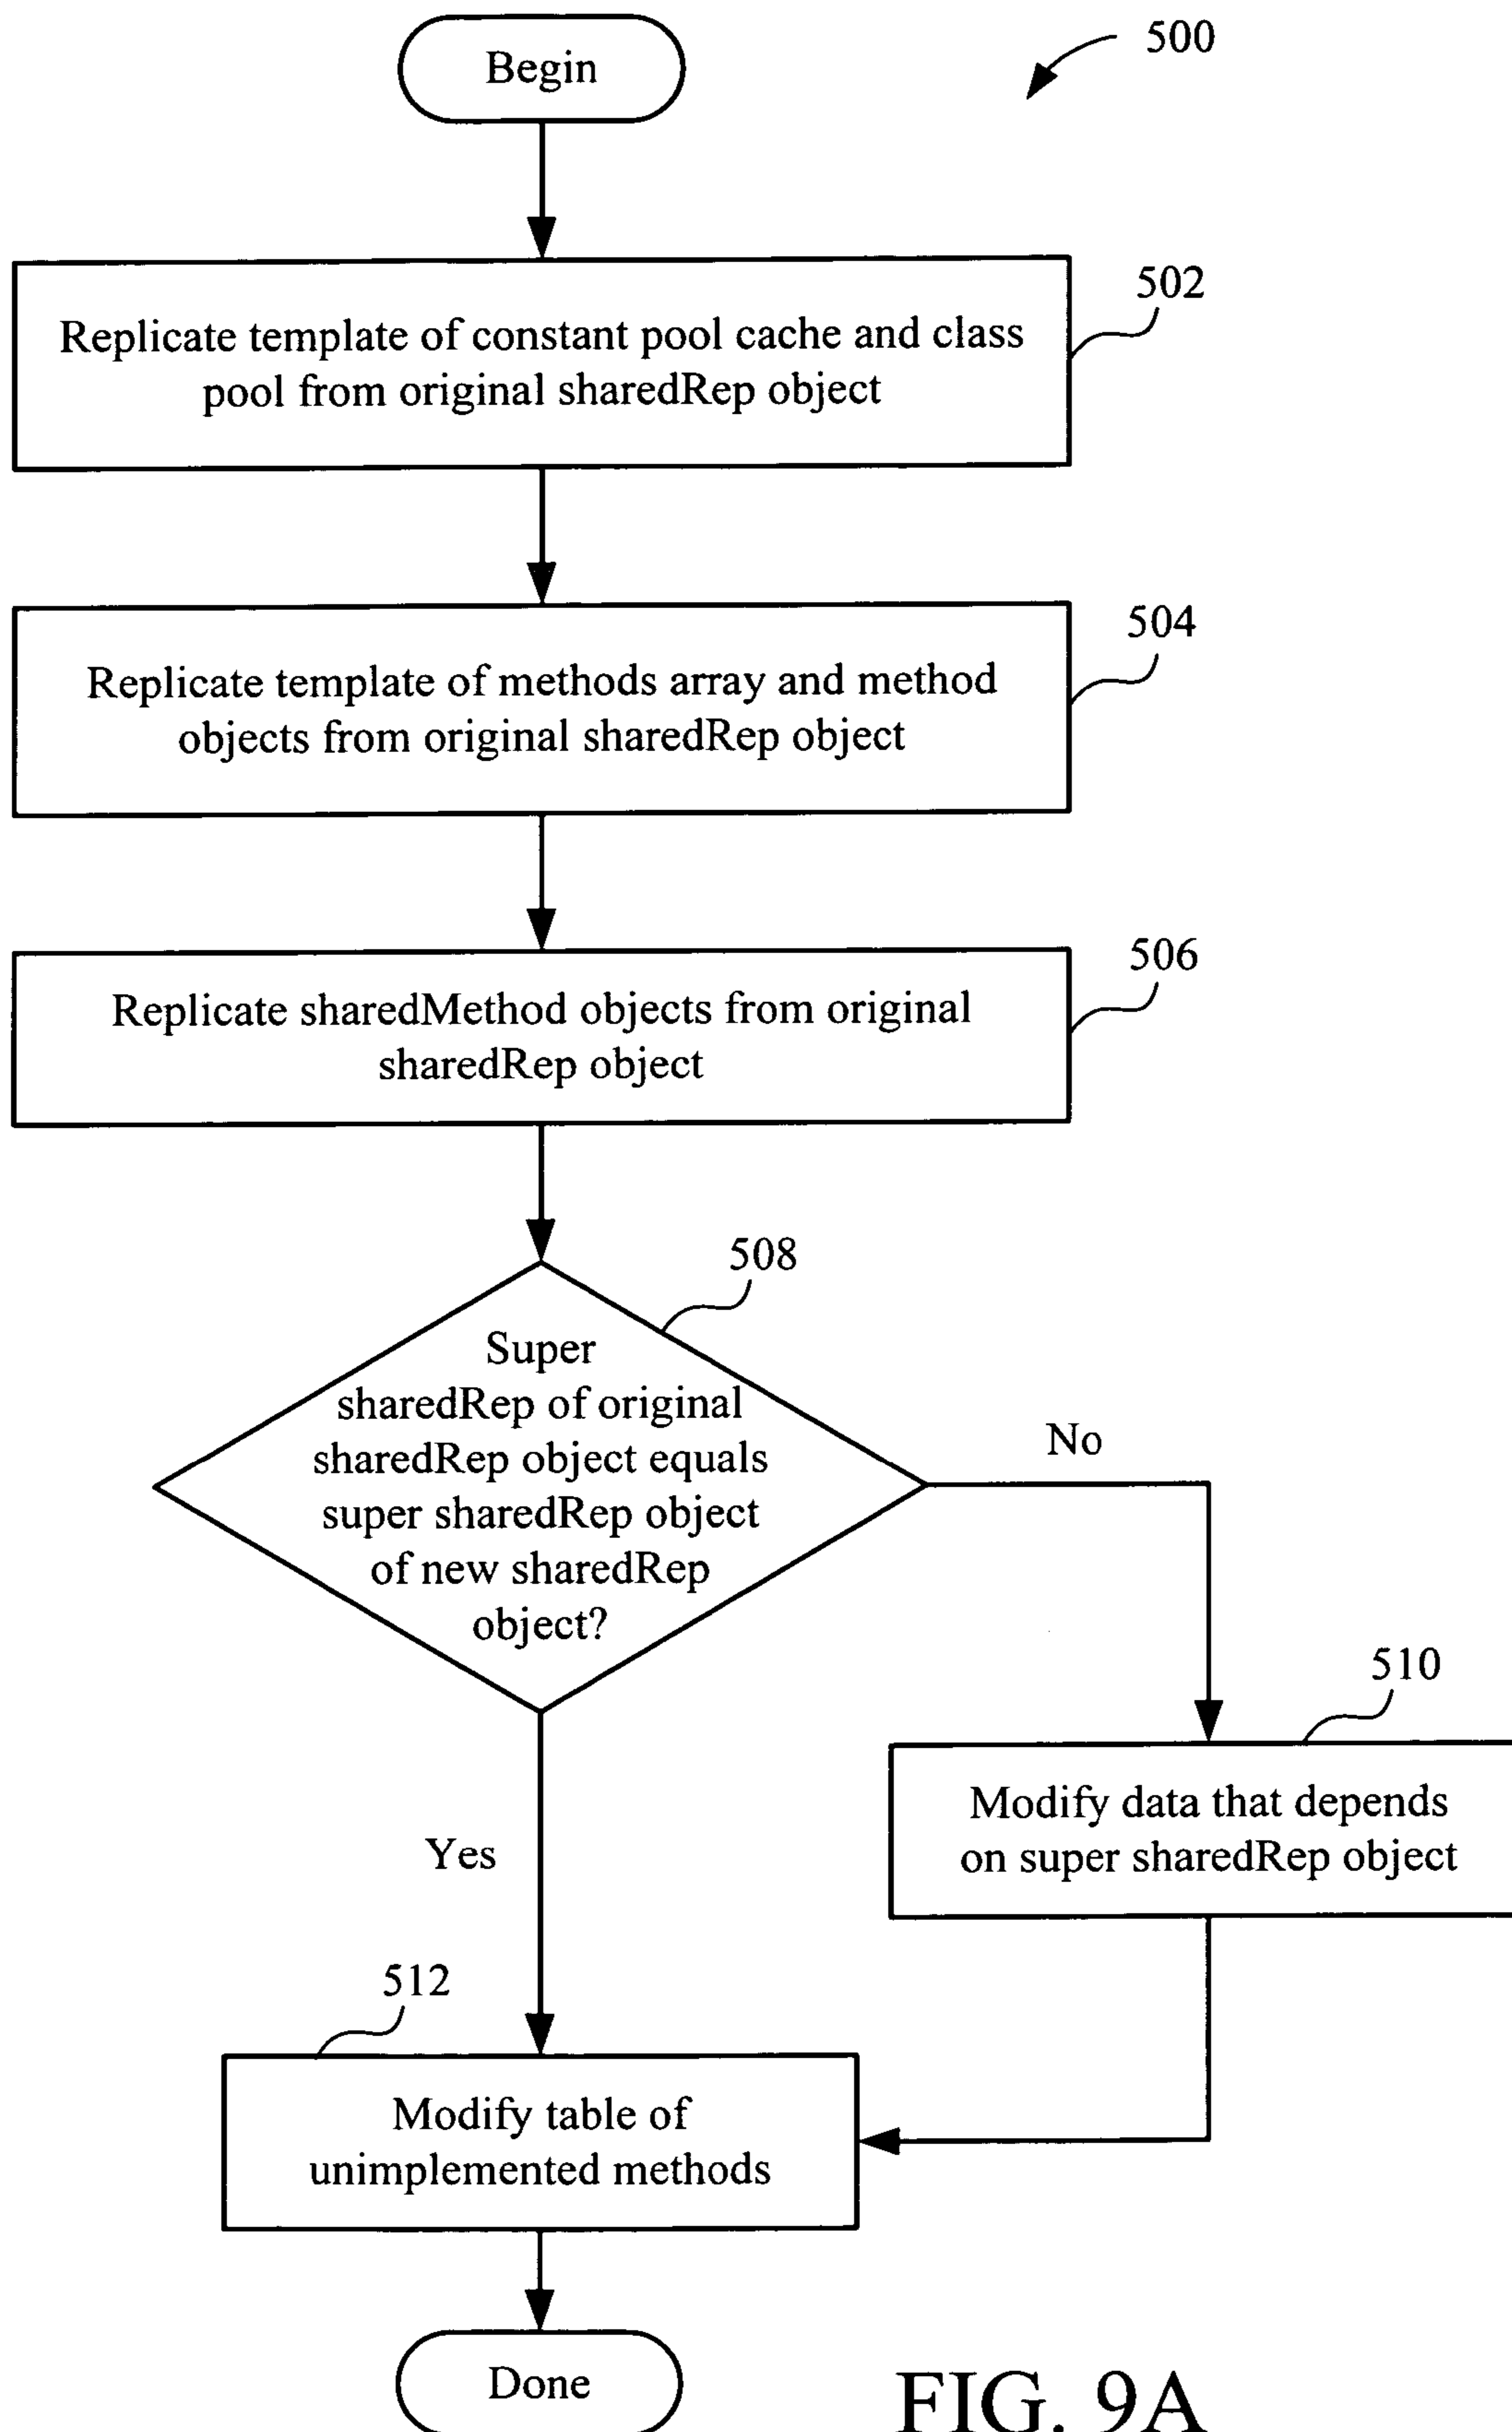 Begin
500
502
Replicate template of constant pool cache and class
pool from original sharedRep object
504
Replicate template of methods array and method
objects from original sharedRep object
506
Replicate sharedMethod objects from original
sharedRep object
508
Super
sharedRep of original
sharedRep object equals
super sharedRep object
of new sharedRep
object?
No
510
Modify data that depends
on super sharedRep object
Yes
512
Modify table of
unimplemented methods
Done
FIG. 9A